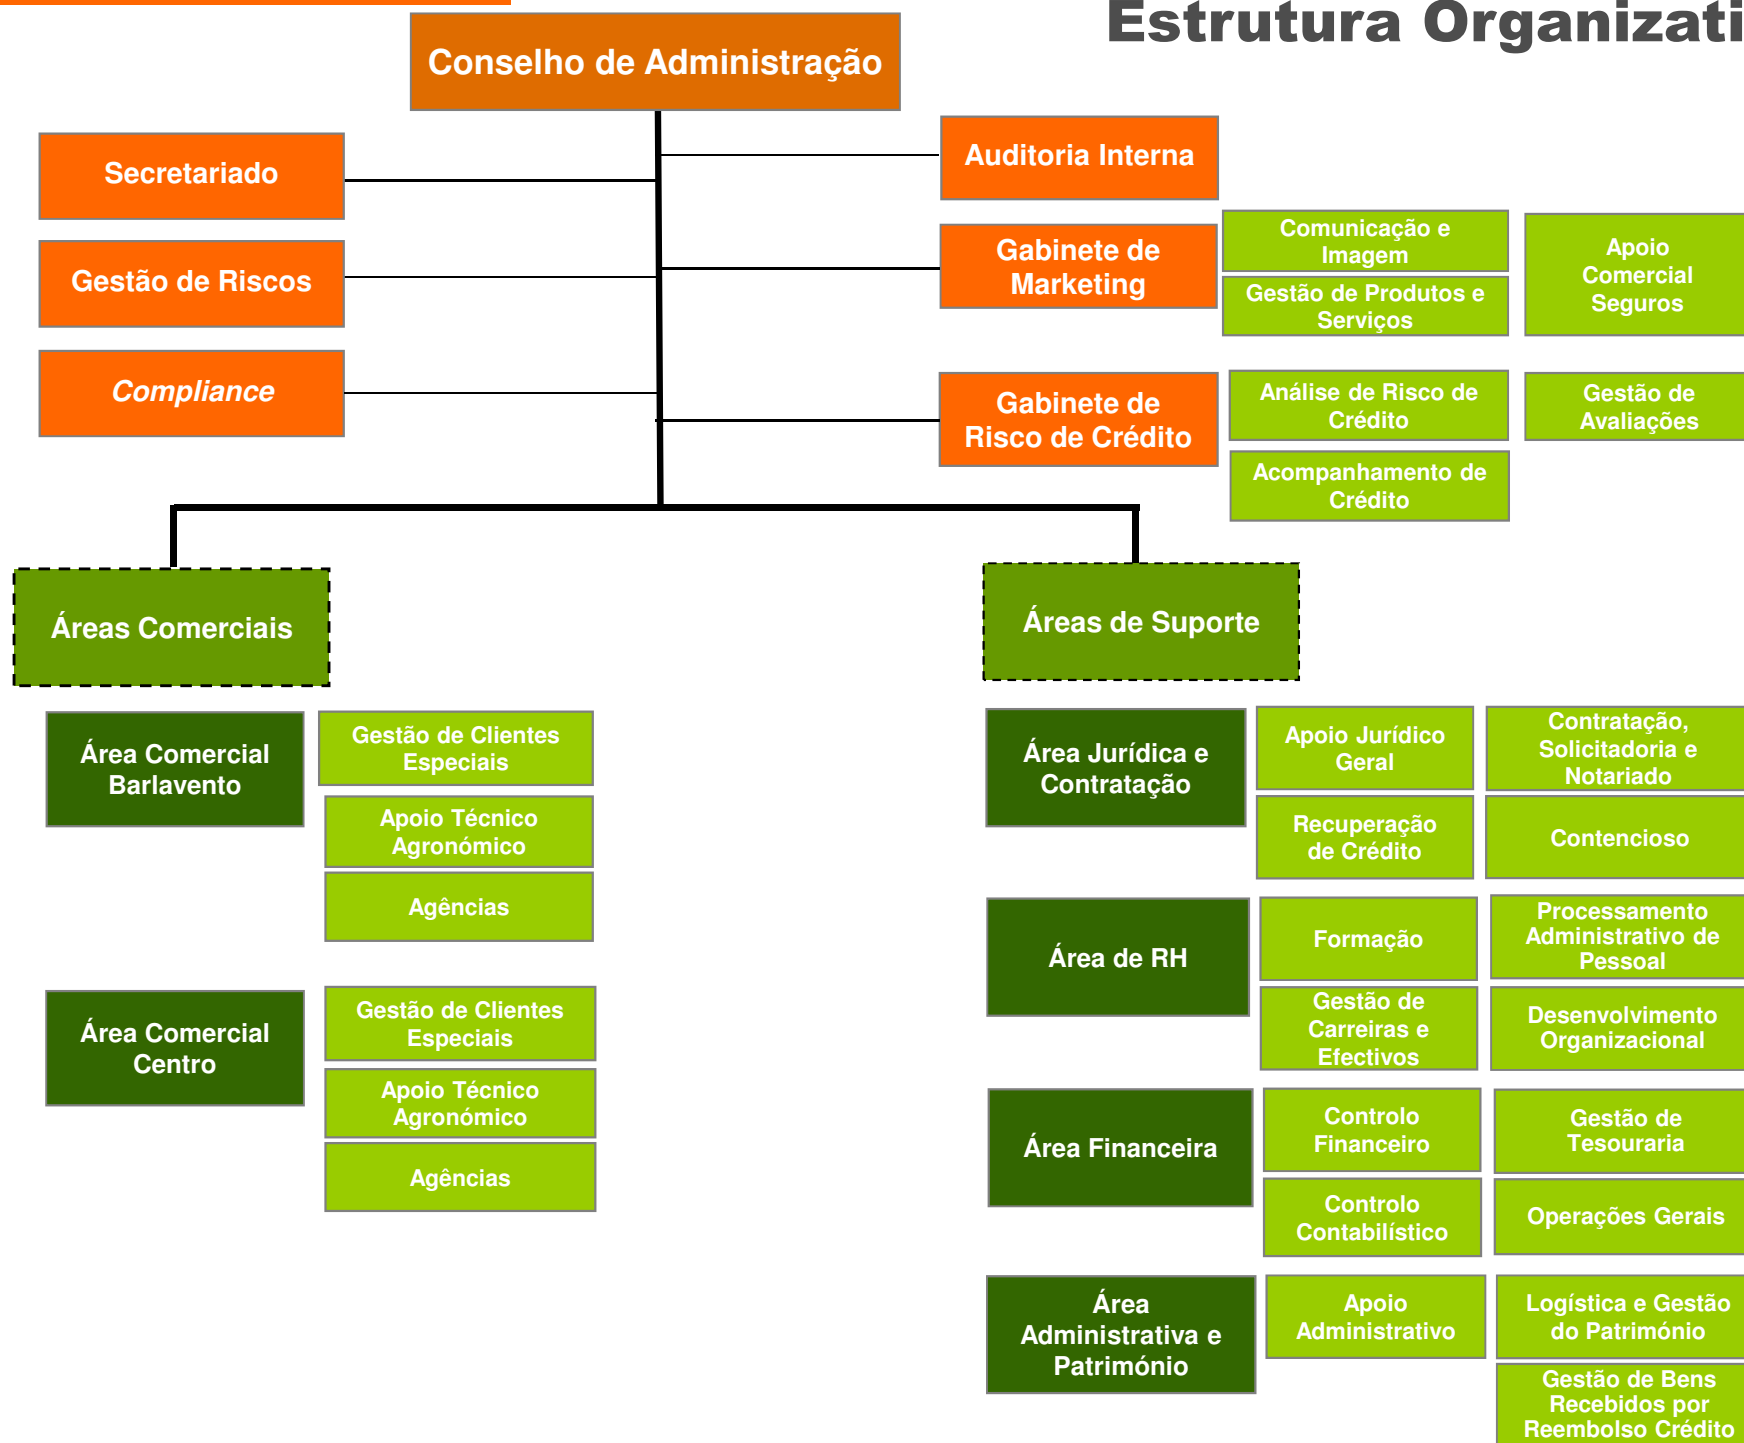 Estrutura Organizati
Conselho de Administração
Secretariado
Gestão de Riscos
Compliance
Auditoria Interna
Gabinete de
Marketing
Comunicação e
Imagem
Gestão de Produtos e
Serviços
Apoio
Comercial
Seguros
Gabinete de
Risco de Crédito
Análise de Risco de
Crédito
Gestão de
Avaliações
Acompanhamento de
Crédito
Áreas Comerciais
Área Comercial
Barlavento
Gestão de Clientes
Especiais
Apoio Técnico
Agronómico
Agências
Área Comercial
Centro
Gestão de Clientes
Especiais
Apoio Técnico
Agronómico
Agências
Áreas de Suporte
Área Jurídica e
Contratação
Apoio Jurídico
Geral
Contratação,
Solicitadoria e
Notariado
Recuperação
de Crédito
Contencioso
Área de RH
Formação
Processamento
Administrativo de
Pessoal
Gestão de
Carreiras e
Efectivos
Desenvolvimento
Organizacional
Área Financeira
Controlo
Financeiro
Gestão de
Tesouraria
Controlo
Contabilístico
Operações Gerais
Área
Administrativa e
Património
Apoio
Administrativo
Logística e Gestão
do Património
Gestão de Bens
Recebidos por
Reembolso Crédito